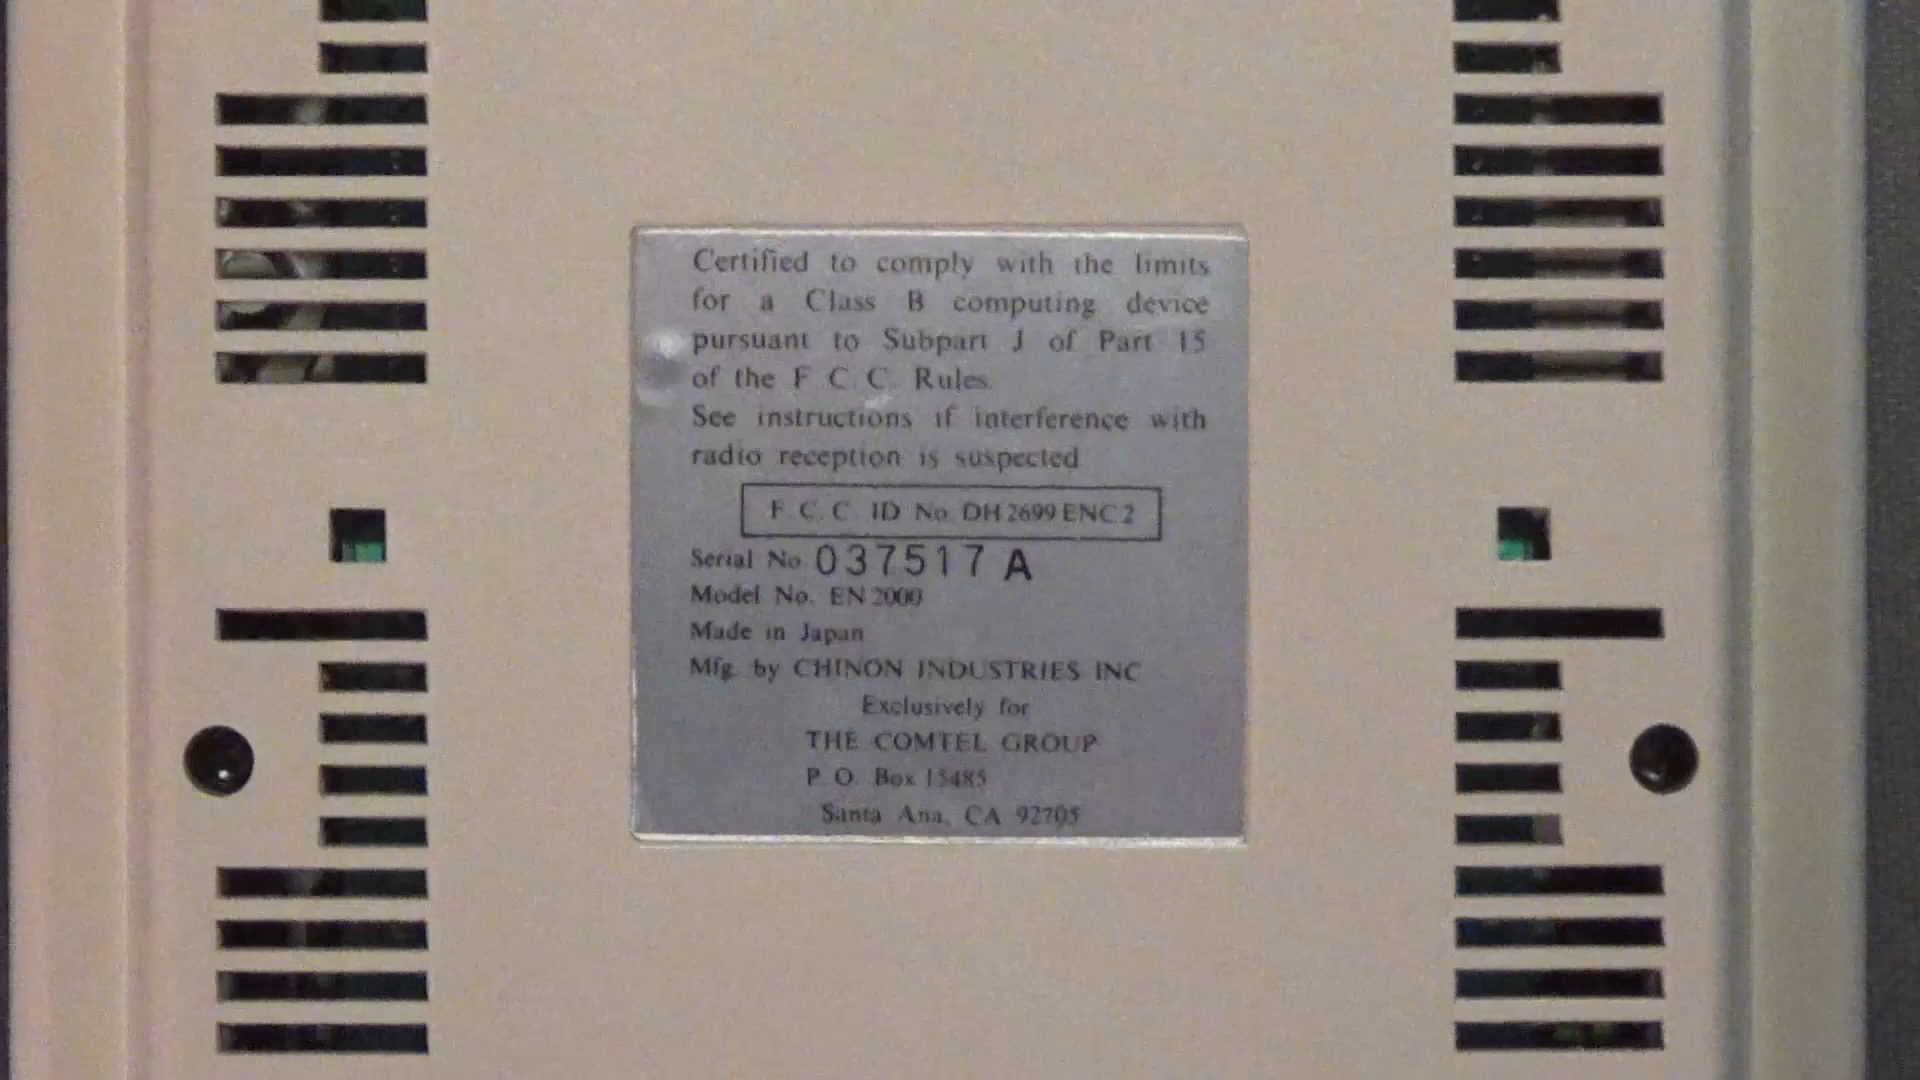 Certified to comply with the limits
for a Class B computing device
pursuant to Subpart J of Part 15
of the F C C. Rules.
See instructions if interference with
radio reception is suspected
F. C. C. ID No. DH2699ENC2
Serial No. 037517 A
Model No. EN2000
Made in Japan
Mfg. by CHINON INDUSTRIES INC
Exclusively for
THE COMTEL GROUP
P. O. Box 15485
Santa Ana, CA 92705